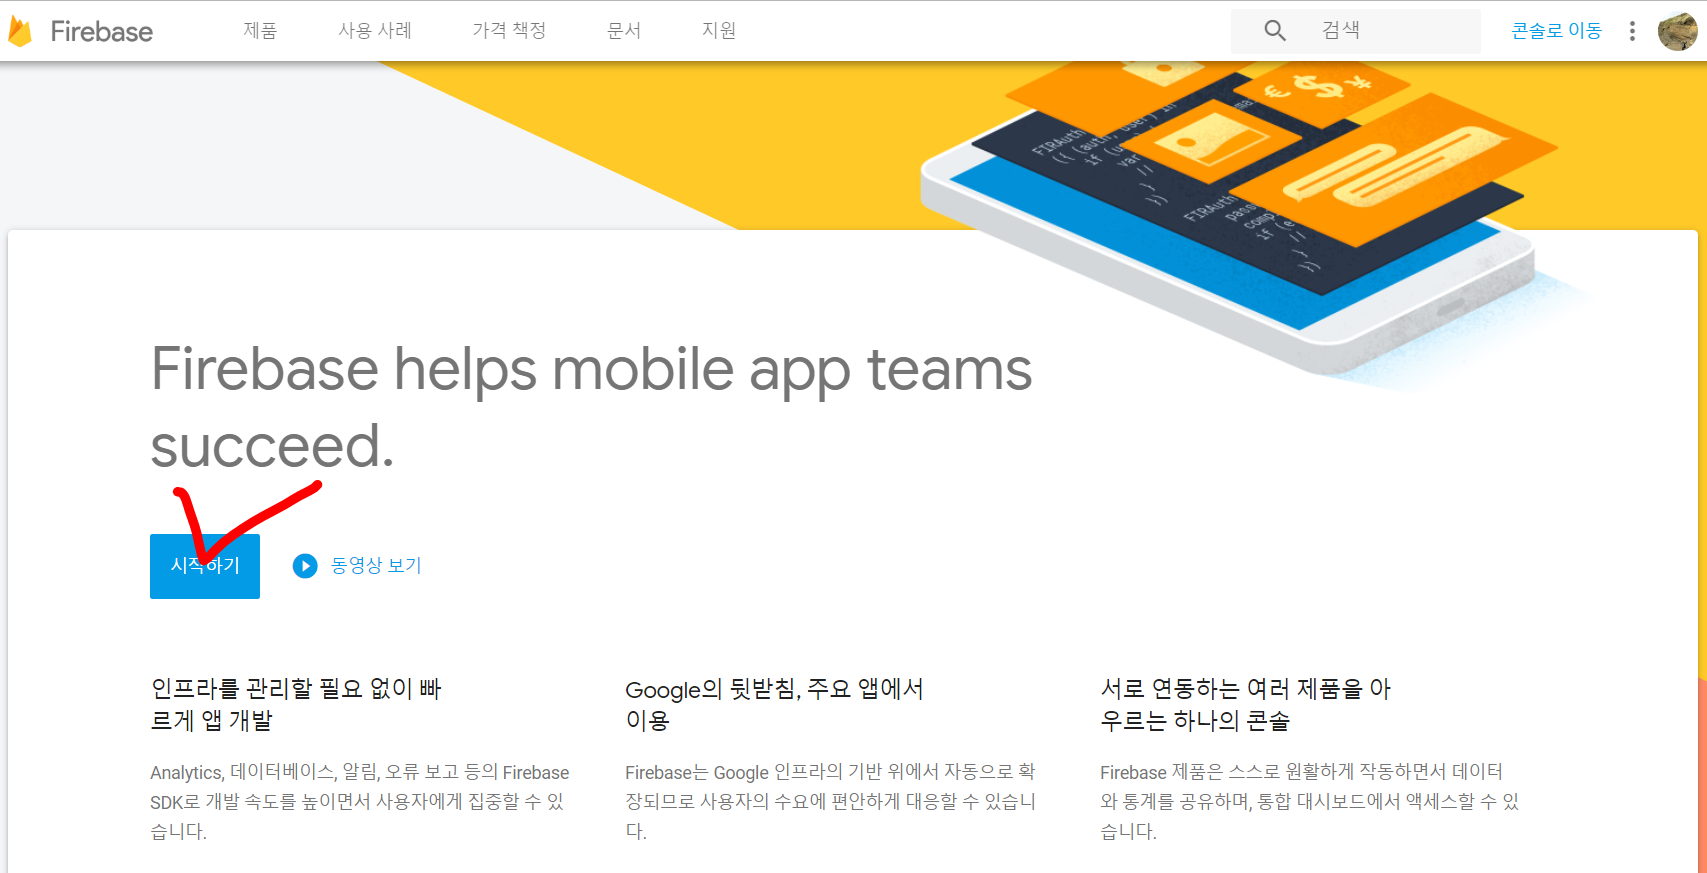 Firebase
제품
사용 사례
가격 책정
문서
지원
검색
콘솔로 이동
FIRAuth
({ (auth, user) in
if (u
var
//
}
})
FIRAuth
pass
comp
if (e
//
}
})
Firebase helps mobile app teams
succeed.
시작하기
동영상 보기
인프라를 관리할 필요 없이 빠
르게 앱 개발
Analytics, 데이터베이스, 알림, 오류 보고 등의 Firebase
SDK로 개발 속도를 높이면서 사용자에게 집중할 수 있
습니다.
Google의 뒷받침, 주요 앱에서
이용
Firebase는 Google 인프라의 기반 위에서 자동으로 확
장되므로 사용자의 수요에 편안하게 대응할 수 있습니
다.
서로 연동하는 여러 제품을 아
우르는 하나의 콘솔
Firebase 제품은 스스로 원활하게 작동하면서 데이터
와 통계를 공유하며, 통합 대시보드에서 액세스할 수 있
습니다.